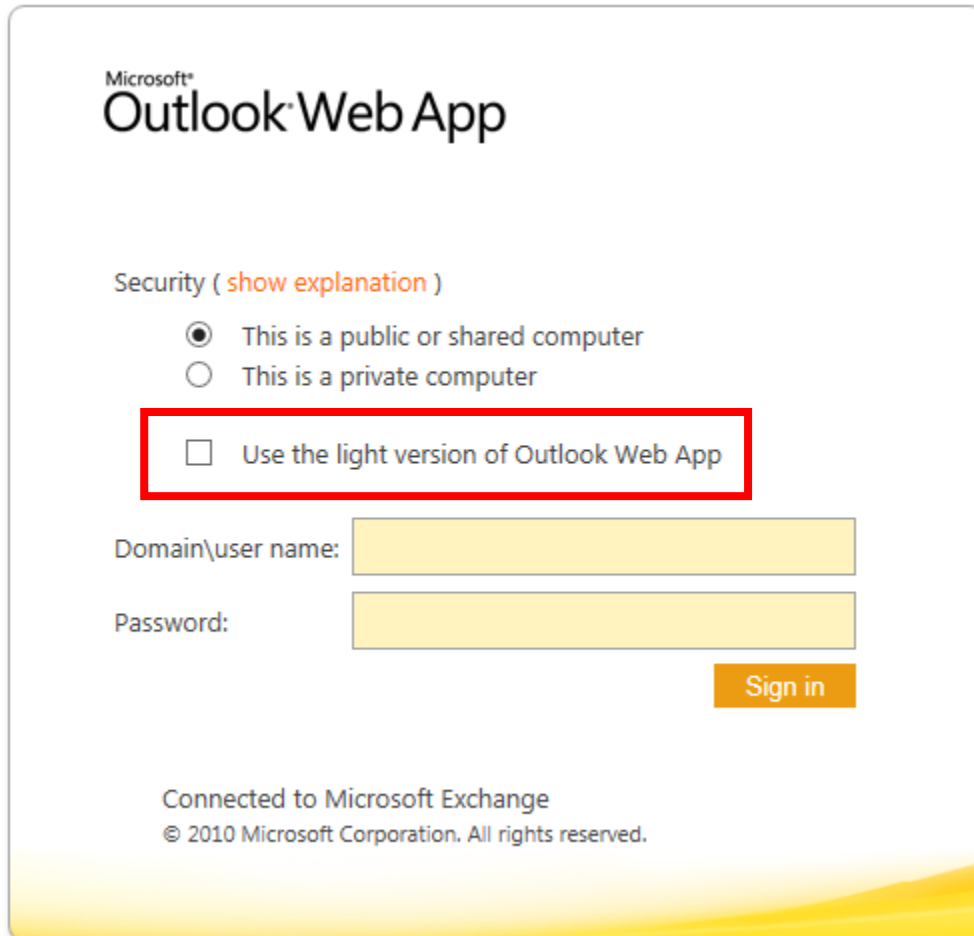 Microsoft®
Outlook® Web App
Security ( show explanation )
This is a public or shared computer
This is a private computer
Use the light version of Outlook Web App
Domain\user name:
Password:
Sign in
Connected to Microsoft Exchange
© 2010 Microsoft Corporation. All rights reserved.